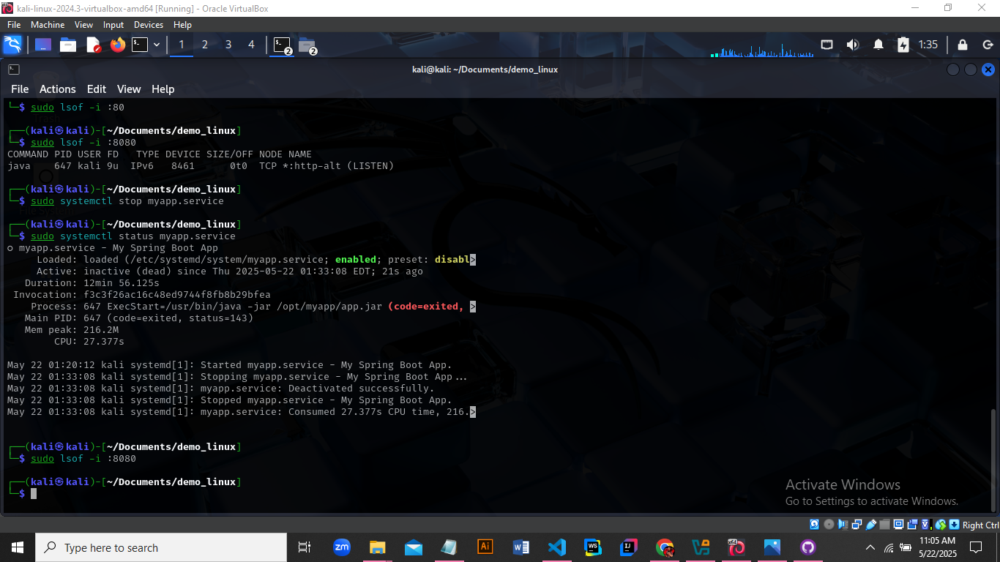 kali-linux-2024.3-virtualbox-amd64 [Running] - Oracle VirtualBox
File Machine View Input Devices Help
1 2 3 4 2 2 1:35
kali@kali: ~/Documents/demo_linux
File Actions Edit View Help
└─$ sudo lsof -i :80
┌──(kali㉿kali)-[~/Documents/demo_linux]
└─$ sudo lsof -i :8080
COMMAND PID USER FD   TYPE DEVICE SIZE/OFF NODE NAME
java    647 kali 9u  IPv6   8461      0t0  TCP *:http-alt (LISTEN)
┌──(kali㉿kali)-[~/Documents/demo_linux]
└─$ sudo systemctl stop myapp.service
┌──(kali㉿kali)-[~/Documents/demo_linux]
└─$ sudo systemctl status myapp.service
○ myapp.service - My Spring Boot App
     Loaded: loaded (/etc/systemd/system/myapp.service; enabled; preset: disabl>
     Active: inactive (dead) since Thu 2025-05-22 01:33:08 EDT; 21s ago
   Duration: 12min 56.125s
 Invocation: f3c3f26ac16c48ed9744f8fb8b29bfea
    Process: 647 ExecStart=/usr/bin/java -jar /opt/myapp/app.jar (code=exited, >
   Main PID: 647 (code=exited, status=143)
   Mem peak: 216.2M
        CPU: 27.377s
May 22 01:20:12 kali systemd[1]: Started myapp.service - My Spring Boot App.
May 22 01:33:08 kali systemd[1]: Stopping myapp.service - My Spring Boot App...
May 22 01:33:08 kali systemd[1]: myapp.service: Deactivated successfully.
May 22 01:33:08 kali systemd[1]: Stopped myapp.service - My Spring Boot App.
May 22 01:33:08 kali systemd[1]: myapp.service: Consumed 27.377s CPU time, 216.>
┌──(kali㉿kali)-[~/Documents/demo_linux]
└─$ sudo lsof -i :8080
┌──(kali㉿kali)-[~/Documents/demo_linux]
└─$
Activate Windows
Go to Settings to activate Windows.
Right Ctrl
Type here to search
zm
Ai
W
WS
IJ
x64
11:05 AM
5/22/2025